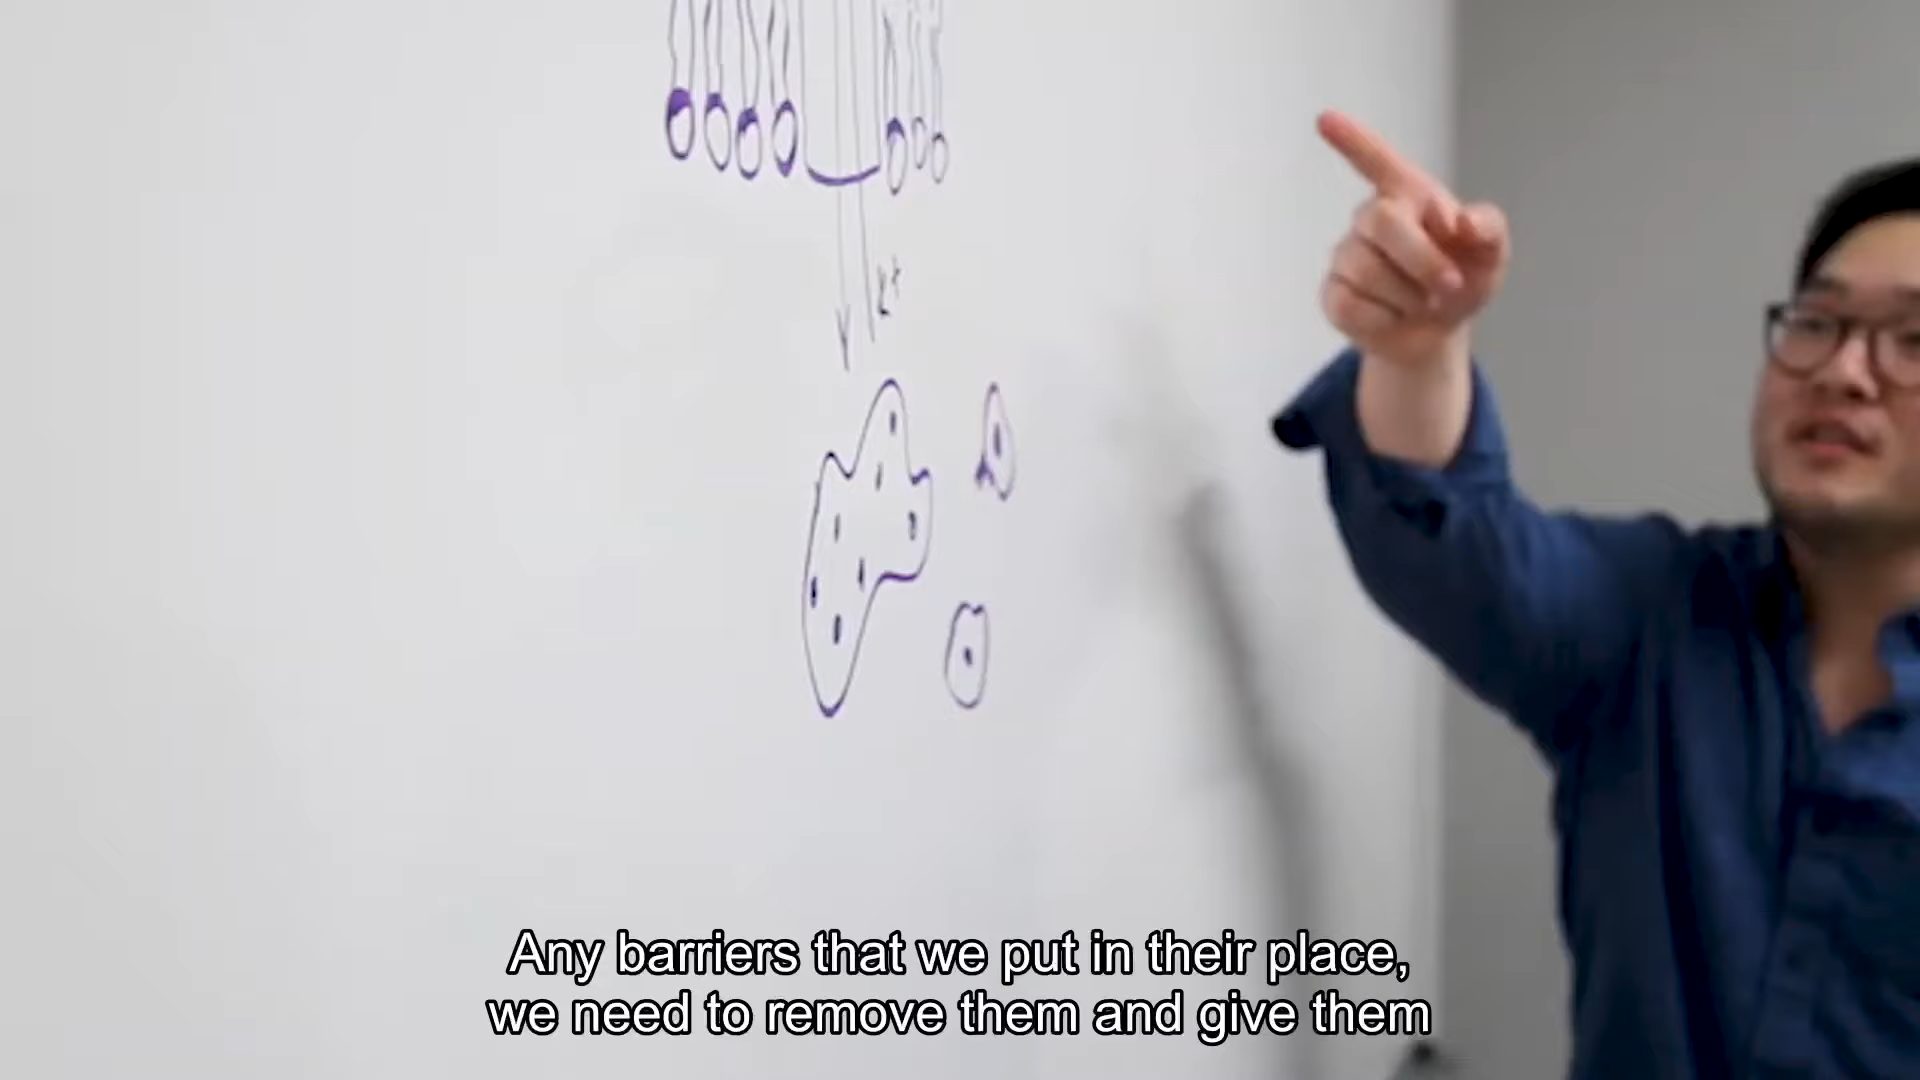 K+
Any barriers that we put in their place,
we need to remove them and give them